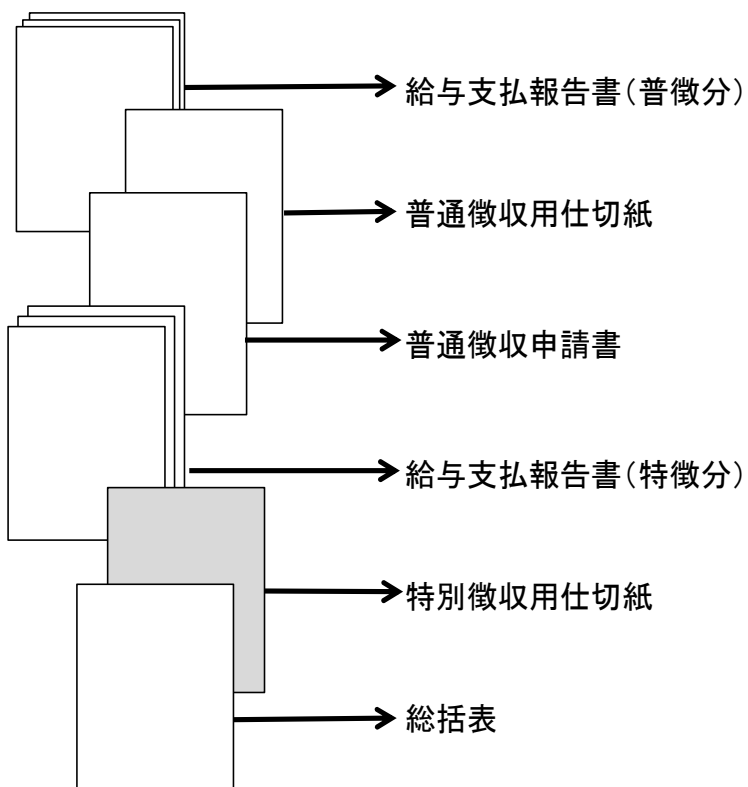 給与支払報告書（普徴分）
普通徴収用仕切紙
普通徴収申請書
給与支払報告書（特徴分）
特別徴収用仕切紙
総括表